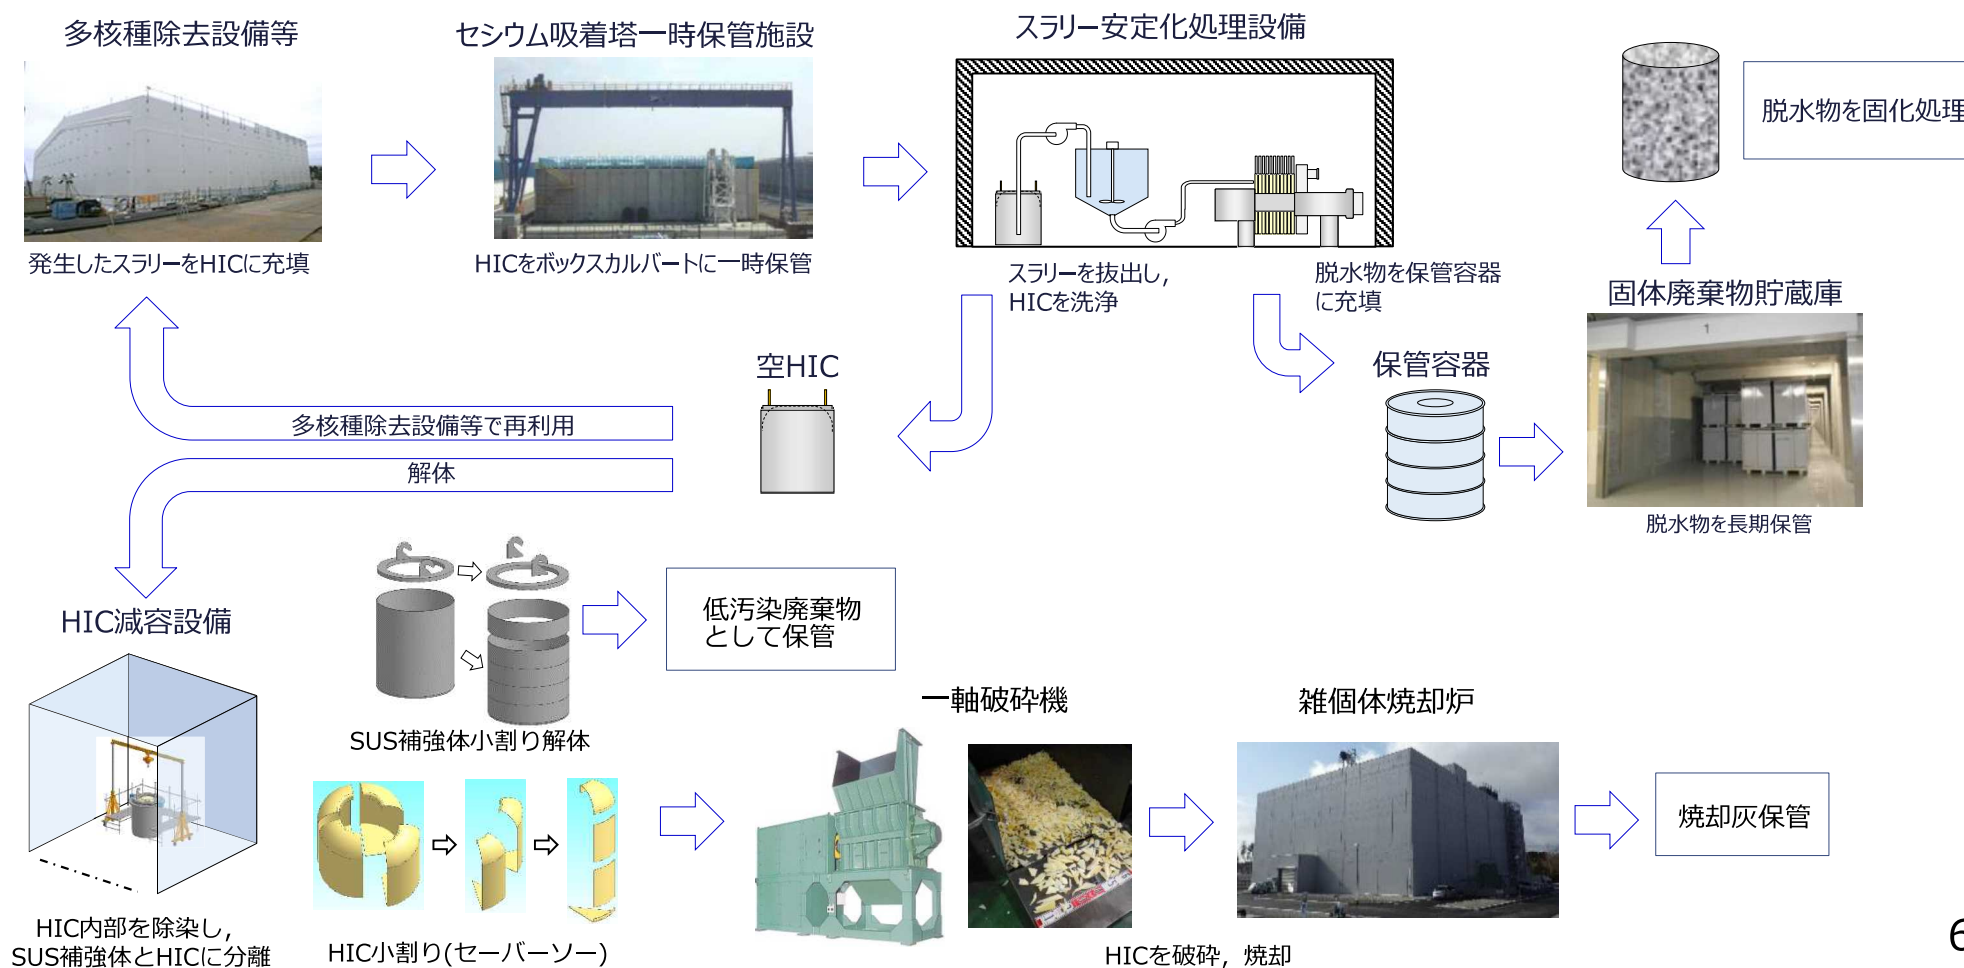 多核種除去設備等
セシウム吸着塔一時保管施設
スラリー安定化処理設備
脱水物を固化処理
発生したスラリーをHICに充填
HICをボックスカルバートに一時保管
スラリーを抜出し,
HICを洗浄
脱水物を保管容器
に充填
固体廃棄物貯蔵庫
1
空HIC
保管容器
多核種除去設備等で再利用
解体
脱水物を長期保管
HIC減容設備
低汚染廃棄物
として保管
SUS補強体小割り解体
一軸破砕機
雑個体焼却炉
焼却灰保管
HIC内部を除染し,
SUS補強体とHICに分離
HIC小割り(セーバーソー)
HICを破砕，焼却
6